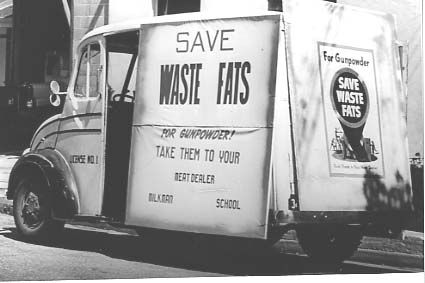 LICENSE NO. 1
SAVE
WASTE FATS
FOR GUNPOWDER!
TAKE THEM TO YOUR
MEAT DEALER
MILKMAN SCHOOL
For Gunpowder
SAVE
WASTE
FATS